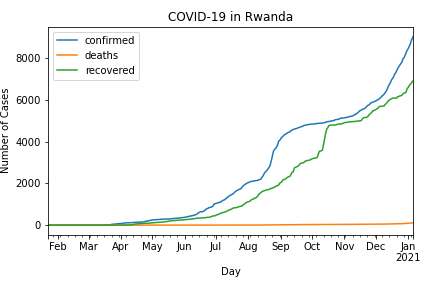 COVID-19 in Rwanda
confirmed
deaths
recovered
Number of Cases
8000
6000
4000
2000
0
Feb Mar Apr May Jun Jul Aug Sep Oct Nov Dec Jan
2021
Day